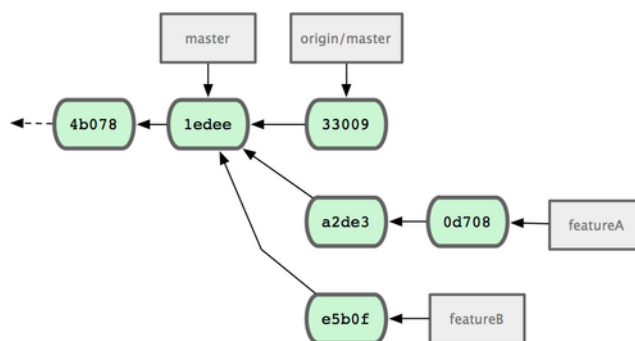 master
origin/master
4b078
1edee
33009
a2de3
0d708
featureA
e5b0f
featureB